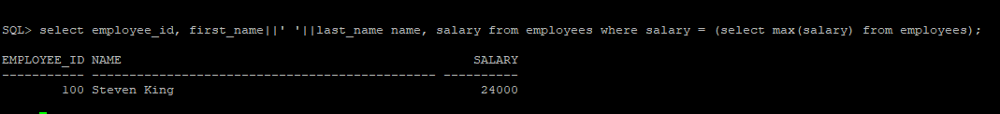 SQL> select employee_id, first_name||' '||last_name name, salary from employees where salary = (select max(salary) from employees);
EMPLOYEE_ID NAME                                               SALARY
----------- ---------------------------------------------- ----------
        100 Steven King                                         24000